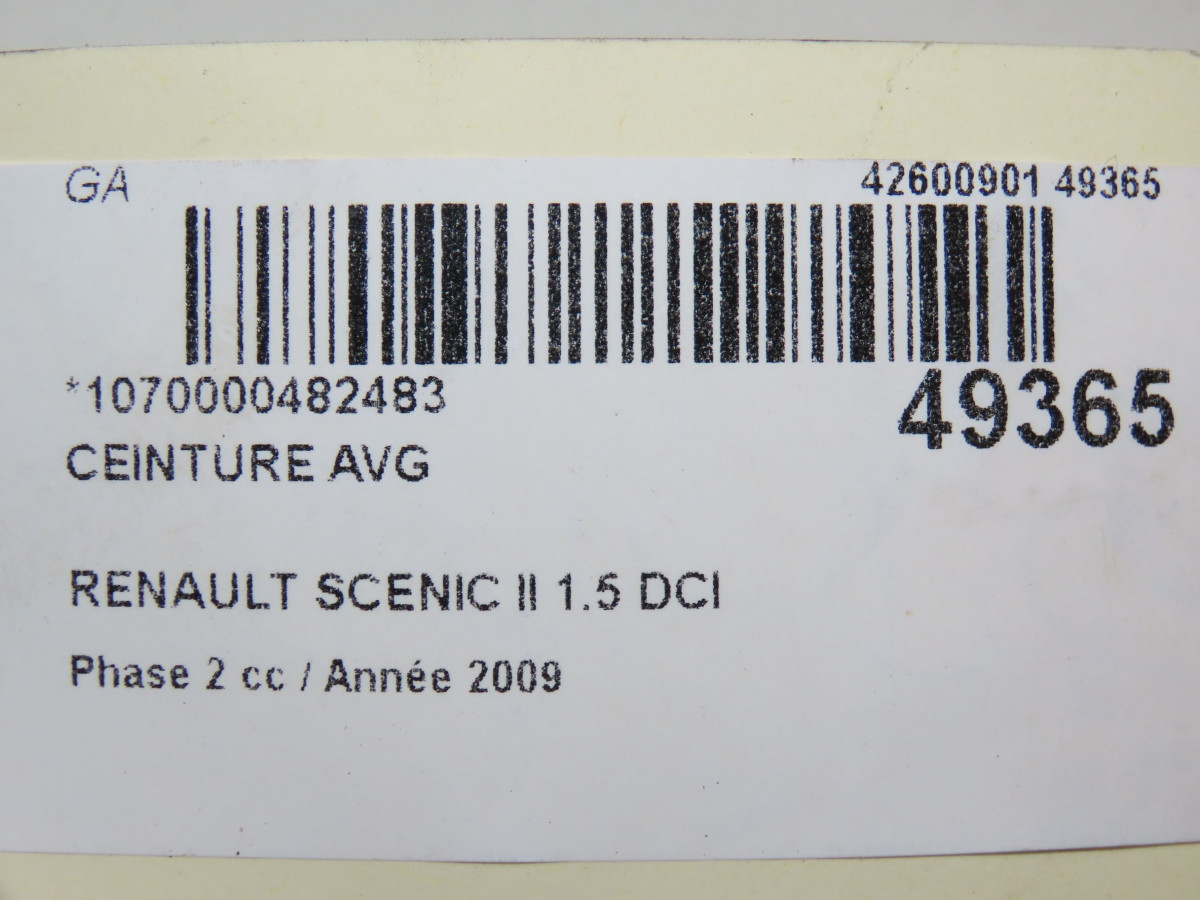 GA
42600901 49365
*1070000482483
49365
CEINTURE AVG
RENAULT SCENIC II 1.5 DCI
Phase 2 cc / Année 2009